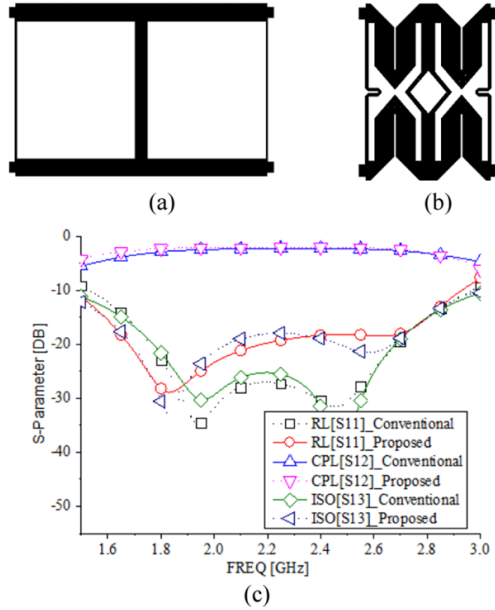 (a)
(b)
0
-10
-20
-30
-40
-50
S-Parameter [DB]
RL[S11]_Conventional
RL[S11]_Proposed
CPL[S12]_Conventional
CPL[S12]_Proposed
ISO[S13]_Conventional
ISO[S13]_Proposed
1.6 1.8 2.0 2.2 2.4 2.6 2.8 3.0
FREQ [GHz]
(c)